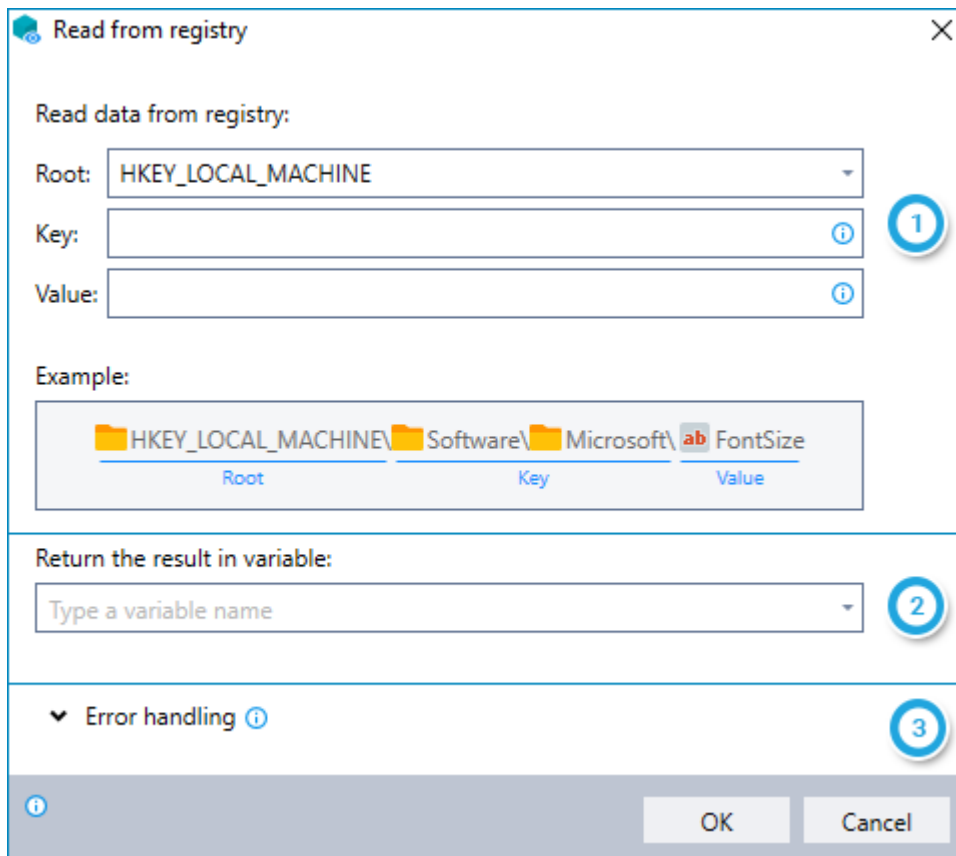 Read from registry
Read data from registry:
Root: HKEY_LOCAL_MACHINE
1
Key:
Value:
Example:
HKEY_LOCAL_MACHINE\ Software\ Microsoft\ ab FontSize
Root Key Value
Return the result in variable:
Type a variable name
2
Error handling
3
OK Cancel